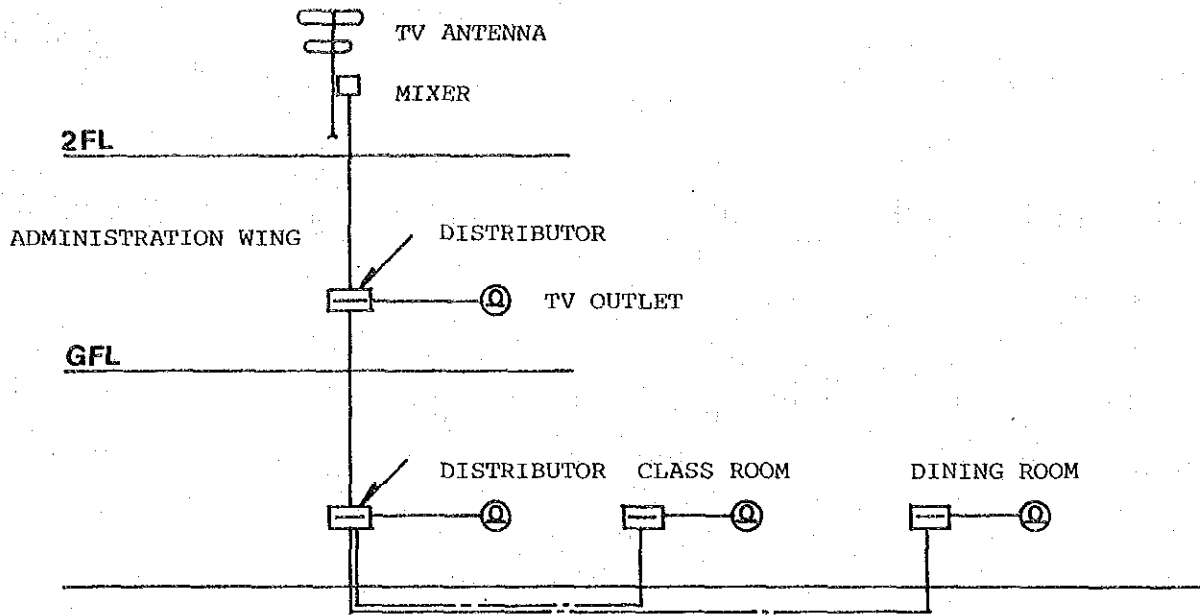 TV ANTENNA
MIXER
2FL
ADMINISTRATION WING
DISTRIBUTOR
TV OUTLET
GFL
DISTRIBUTOR
CLASS ROOM
DINING ROOM